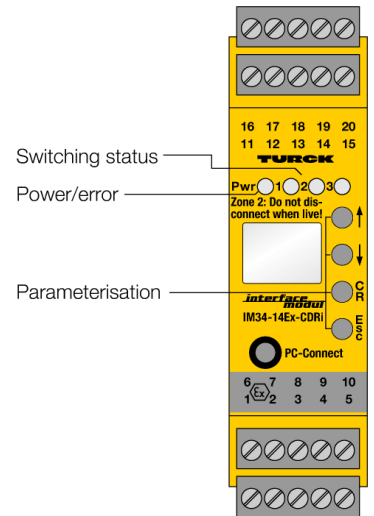 16 17 18 19 20
11 12 13 14 15
TURCK
Switching status
Power/error
Pwr 1 2 3
Zone 2: Do not dis-
connect when live!
Parameterisation
interface
modul
C
R
IM34-14Ex-CDRi
E
s
c
PC-Connect
6 7 8 9 10
Ex
1 2 3 4 5